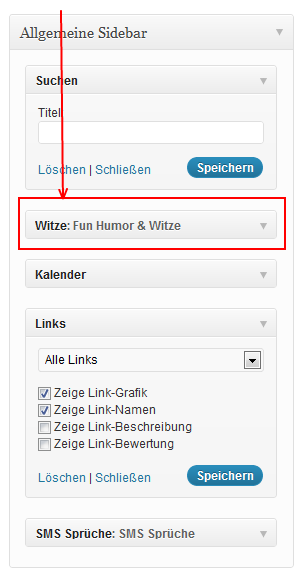 Allgemeine Sidebar
Suchen
Titel:
Löschen | Schließen Speichern
Witze: Fun Humor & Witze
Kalender
Links
Alle Links
Zeige Link-Grafik
Zeige Link-Namen
Zeige Link-Beschreibung
Zeige Link-Bewertung
Löschen | Schließen Speichern
SMS Sprüche: SMS Sprüche